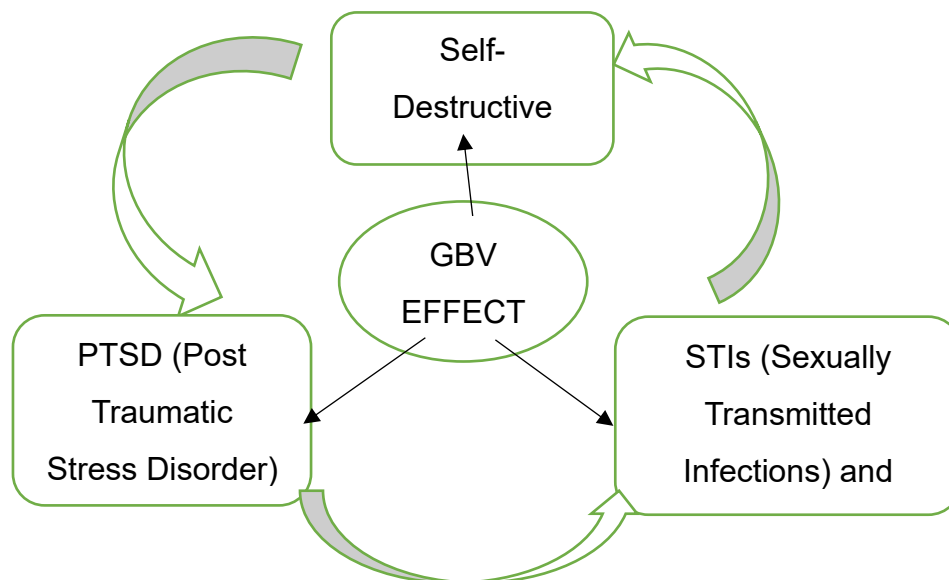 Self-
Destructive
GBV
EFFECT
PTSD (Post
Traumatic
Stress Disorder)
STIs (Sexually
Transmitted
Infections) and